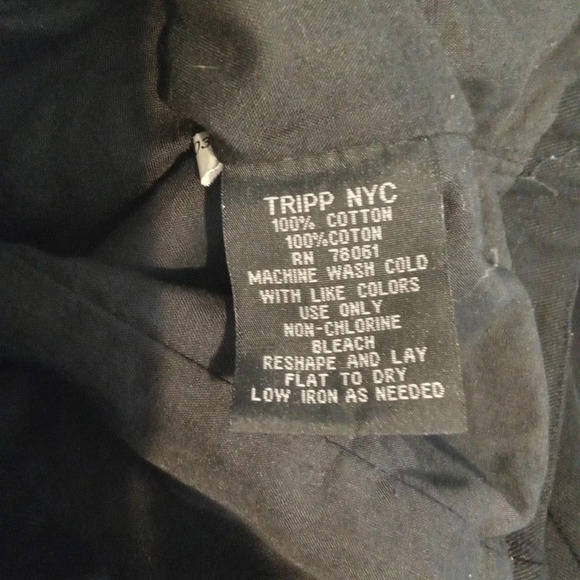 TRIPP NYC
100% COTTON
100%COTON
RN 78061
MACHINE WASH COLD
WITH LIKE COLORS
USE ONLY
NON-CHLORINE
BLEACH
RESHAPE AND LAY
FLAT TO DRY
LOW IRON AS NEEDED